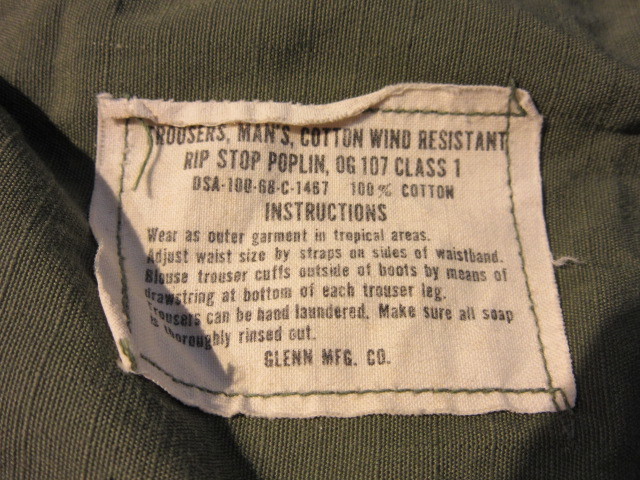 TROUSERS, MAN'S, COTTON WIND RESISTANT
RIP STOP POPLIN, OG 107 CLASS 1
DSA-100-68-C-1467 100% COTTON
INSTRUCTIONS
Wear as outer garment in tropical areas.
Adjust waist size by straps on sides of waistband.
Blouse trouser cuffs outside of boots by means of
drawstring at bottom of each trouser leg.
Trousers can be hand laundered. Make sure all soap
is thoroughly rinsed out.
GLENN MFG. CO.